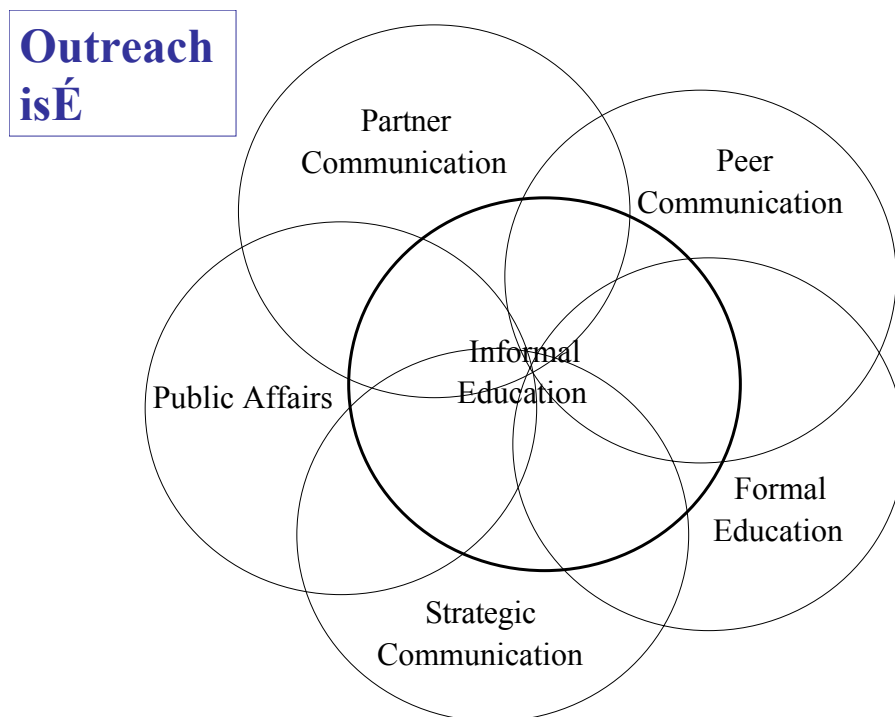 Outreach
isÉ
Partner
Communication
Peer
Communication
Informal
Education
Public Affairs
Formal
Education
Strategic
Communication